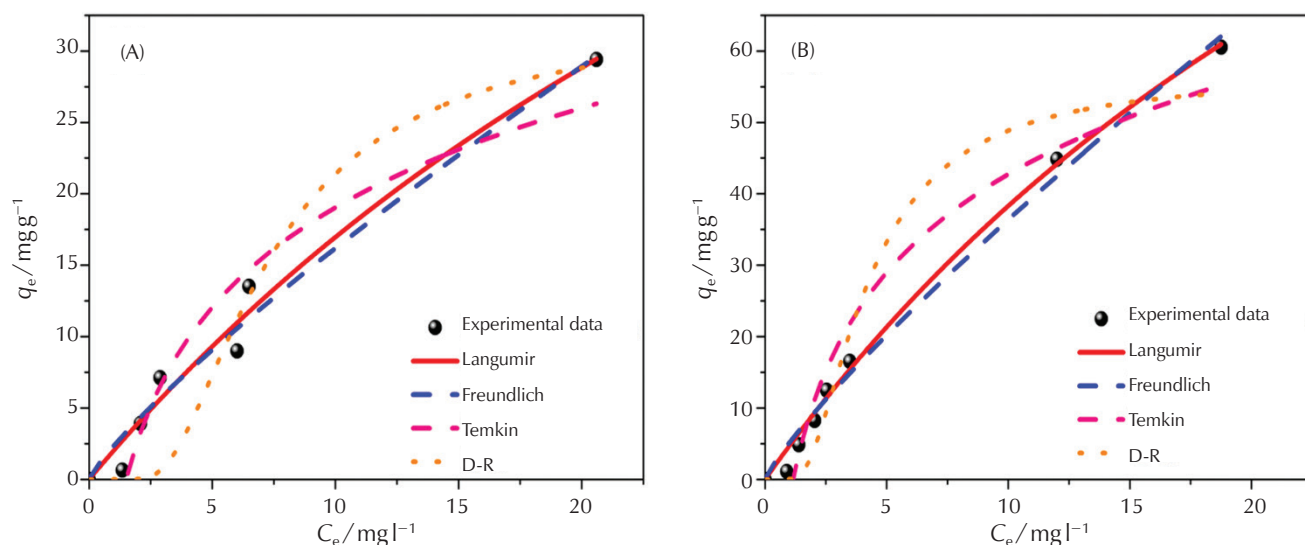 (A)
30
25
20
15
10
5
0
0
5
10
15
20
qe/mg g⁻¹
Ce/mg l⁻¹
Experimental data
Langumir
Freundlich
Temkin
D-R
(B)
60
50
40
30
20
10
0
0
5
10
15
20
qe/mg g⁻¹
Ce/mg l⁻¹
Experimental data
Langumir
Freundlich
Temkin
D-R